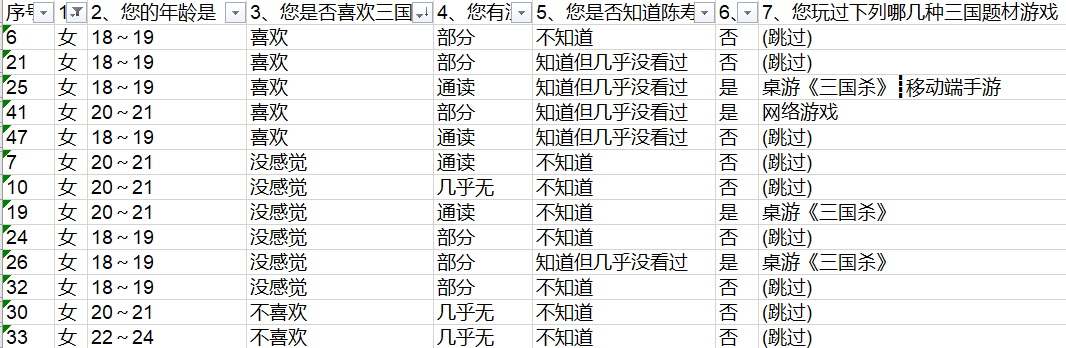 序号 1、 2、您的年龄是 3、您是否喜欢三国 4、您有没 5、您是否知道陈寿 6、 7、您玩过下列哪几种三国题材游戏
6 女 18～19 喜欢 部分 不知道 否 (跳过)
21 女 18～19 喜欢 部分 知道但几乎没看过 否 (跳过)
25 女 18～19 喜欢 通读 知道但几乎没看过 是 桌游《三国杀》┋移动端手游
41 女 20～21 喜欢 部分 知道但几乎没看过 是 网络游戏
47 女 18～19 喜欢 通读 知道但几乎没看过 否 (跳过)
7 女 20～21 没感觉 通读 不知道 否 (跳过)
10 女 20～21 没感觉 几乎无 不知道 否 (跳过)
19 女 20～21 没感觉 通读 不知道 是 桌游《三国杀》
24 女 18～19 没感觉 部分 不知道 否 (跳过)
26 女 18～19 没感觉 部分 知道但几乎没看过 是 桌游《三国杀》
32 女 18～19 没感觉 部分 不知道 否 (跳过)
30 女 20～21 不喜欢 几乎无 不知道 否 (跳过)
33 女 22～24 不喜欢 几乎无 不知道 否 (跳过)